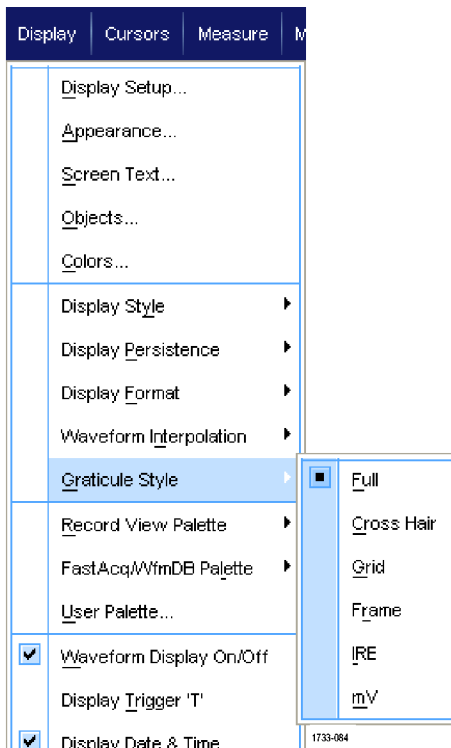 Display Cursors Measure M
Display Setup...
Appearance...
Screen Text...
Objects...
Colors...
Display Style
Display Persistence
Display Format
Waveform Interpolation
Graticule Style
Full
Cross Hair
Grid
Frame
IRE
mV
Record View Palette
FastAcq/WfmDB Palette
User Palette...
Waveform Display On/Off
Display Trigger 'T'
Display Date & Time
1733-084